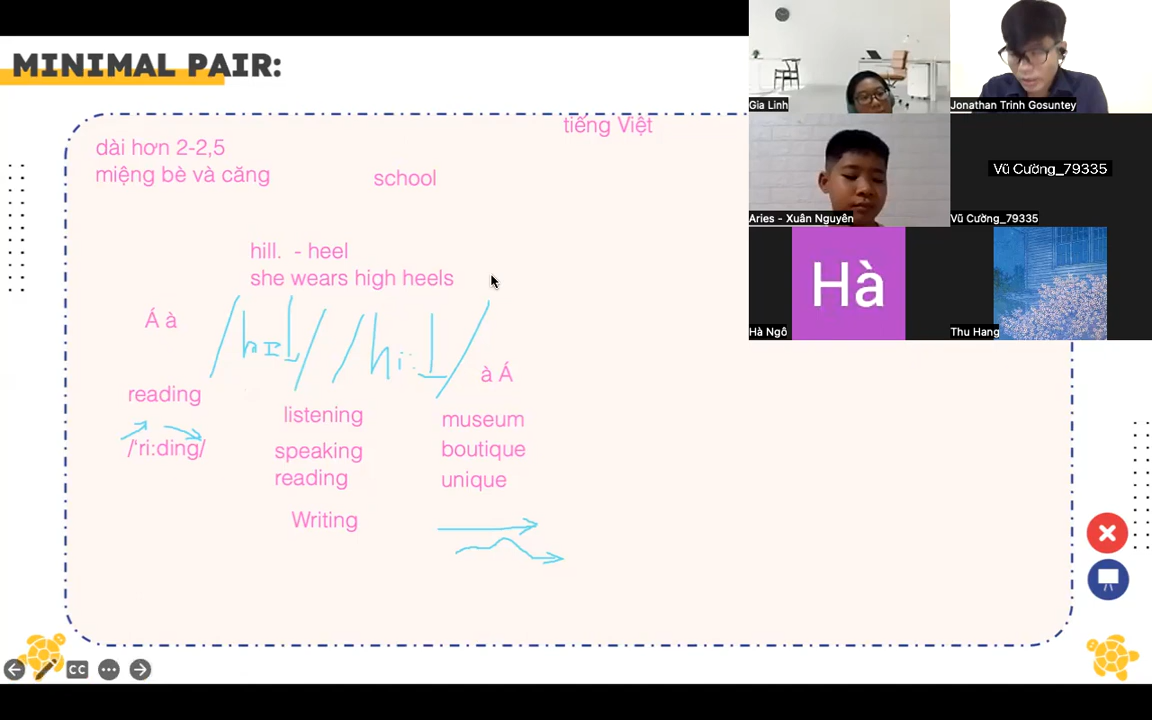 MINIMAL PAIR:
dài hơn 2-2,5
miệng bè và căng
school
tiếng Việt
hill. - heel
she wears high heels
Á à
/hɪl/ /hi:l/
à Á
reading
/'ri:ding/
listening
speaking
reading
Writing
museum
boutique
unique
Gia Linh
Jonathan Trinh Gosuntey
Aries - Xuân Nguyên
Vũ Cường_79335
Vũ Cường_79335
Hà
Hà Ngô
Thu Hang
CC